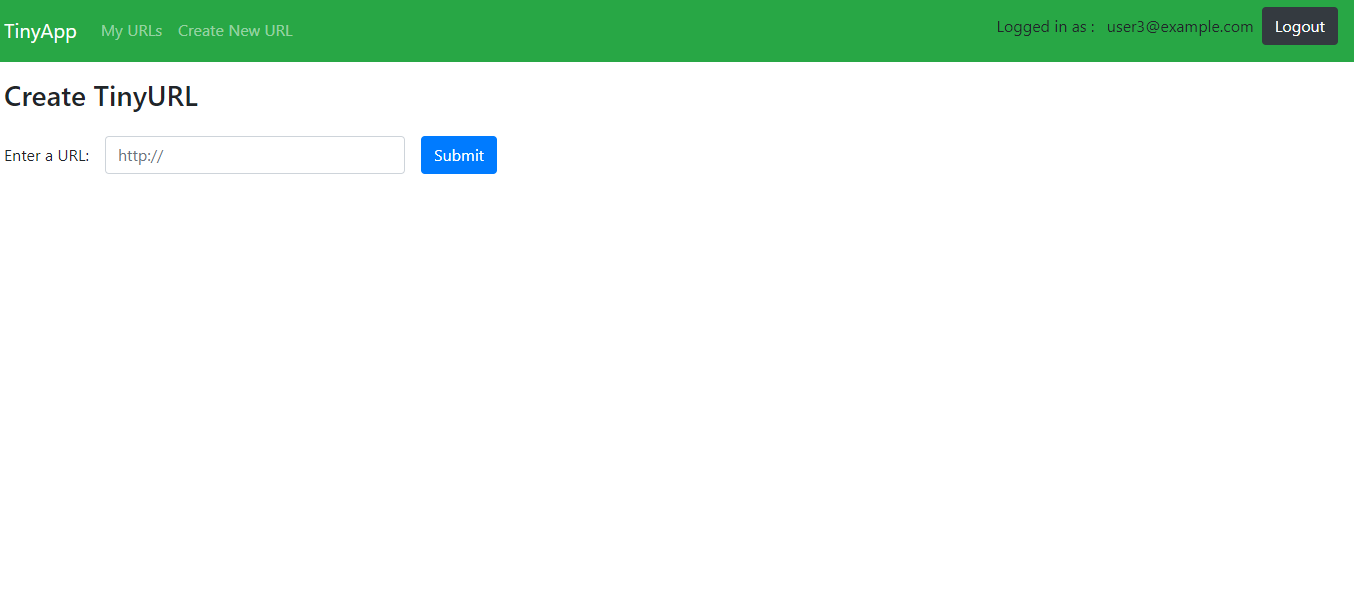 TinyApp My URLs Create New URL Logged in as : user3@example.com Logout
Create TinyURL
Enter a URL: http:// Submit